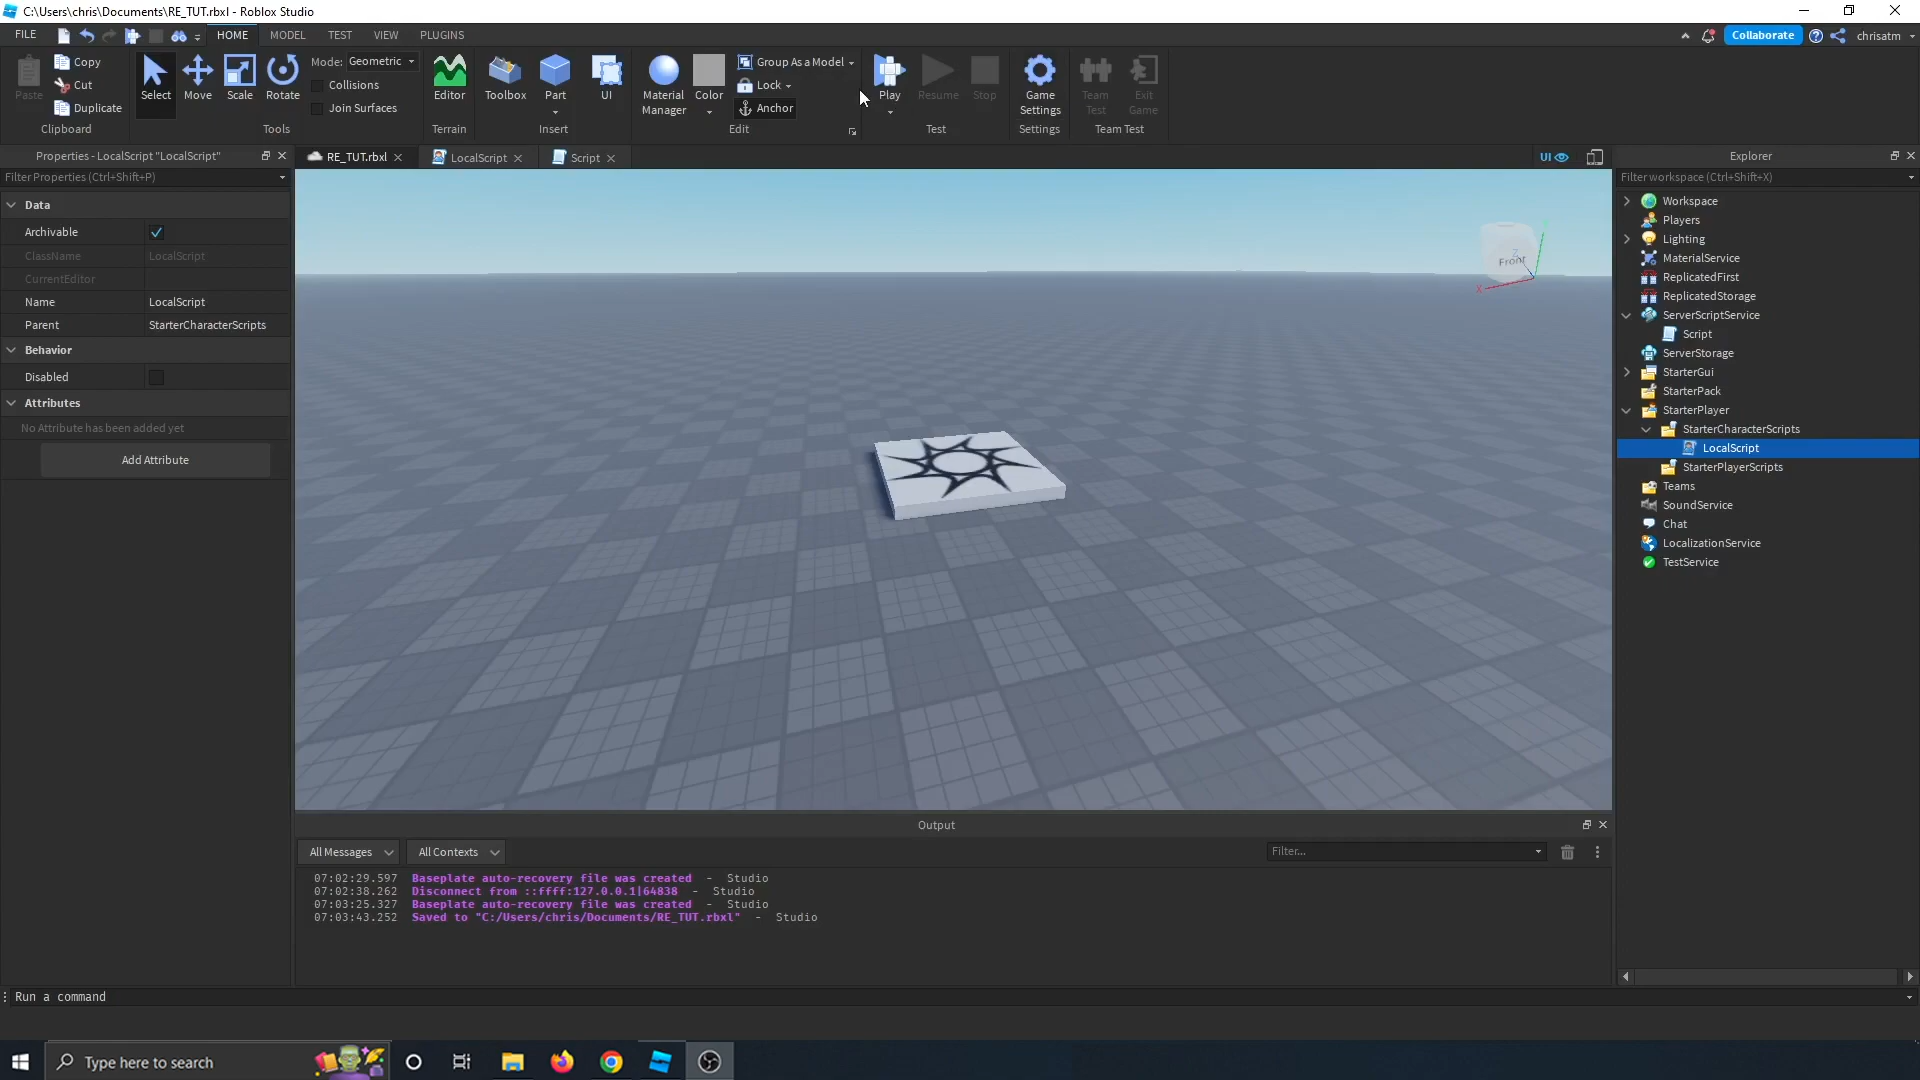 C:\Users\chris\Documents\RE_TUT.rbxl - Roblox Studio
FILE
HOME
MODEL
TEST
VIEW
PLUGINS
Collaborate
chrisatm
Paste
Copy
Cut
Duplicate
Clipboard
Select
Move
Scale
Rotate
Mode: Geometric
Collisions
Join Surfaces
Tools
Editor
Terrain
Toolbox
Part
UI
Insert
Material
Manager
Color
Group As a Model
Lock
Anchor
Edit
Play
Resume
Stop
Test
Game
Settings
Settings
Team
Test
Exit
Game
Team Test
Properties - LocalScript "LocalScript"
Filter Properties (Ctrl+Shift+P)
Data
Archivable
ClassName LocalScript
CurrentEditor
Name LocalScript
Parent StarterCharacterScripts
Behavior
Disabled
Attributes
No Attribute has been added yet
Add Attribute
RE_TUT.rbxl
LocalScript
Script
UI
Front
X
Z
Output
All Messages
All Contexts
Filter...
07:02:29.597 Baseplate auto-recovery file was created - Studio
07:02:38.262 Disconnect from ::ffff:127.0.0.1|64838 - Studio
07:03:25.327 Baseplate auto-recovery file was created - Studio
07:03:43.252 Saved to "C:/Users/chris/Documents/RE_TUT.rbxl" - Studio
Explorer
Filter workspace (Ctrl+Shift+X)
Workspace
Players
Lighting
MaterialService
ReplicatedFirst
ReplicatedStorage
ServerScriptService
Script
ServerStorage
StarterGui
StarterPack
StarterPlayer
StarterCharacterScripts
LocalScript
StarterPlayerScripts
Teams
SoundService
Chat
LocalizationService
TestService
Run a command
Type here to search